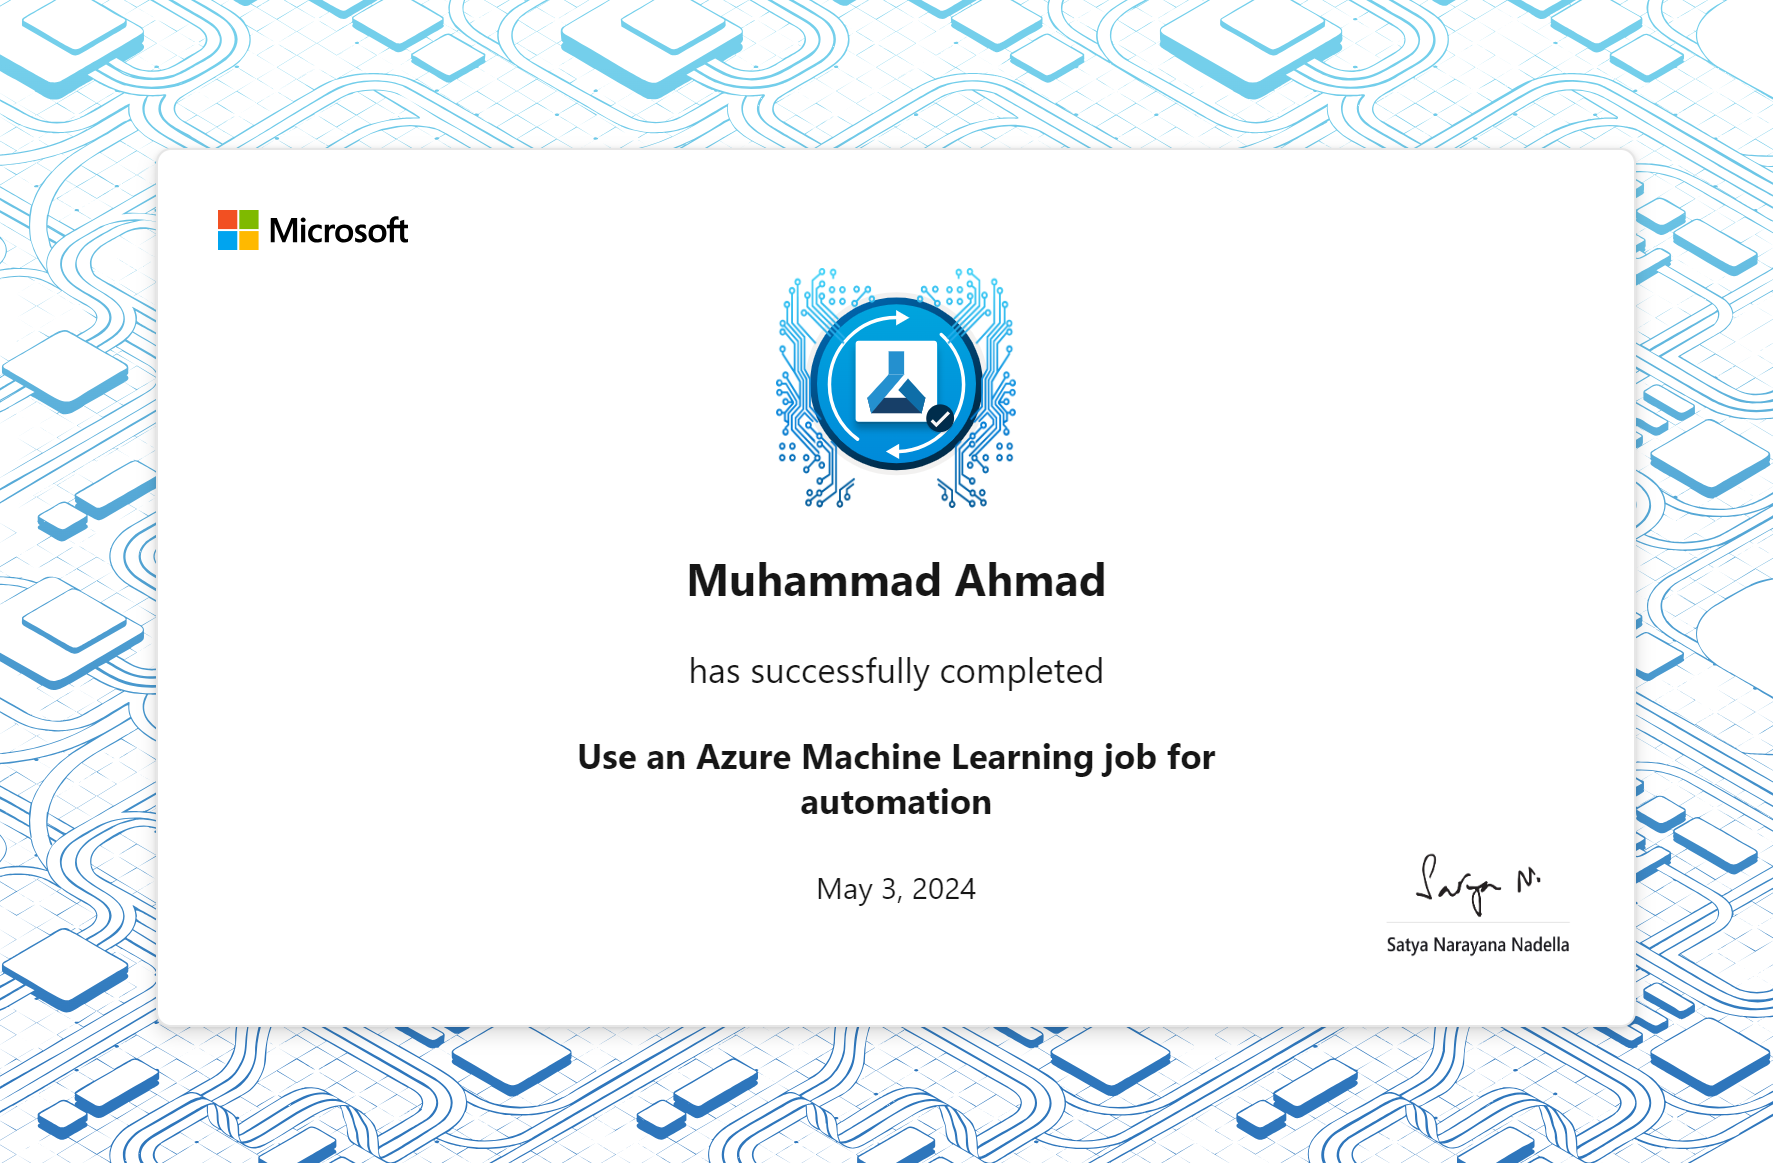 Microsoft
Muhammad Ahmad
has successfully completed
Use an Azure Machine Learning job for
automation
May 3, 2024
Satya N.
Satya Narayana Nadella